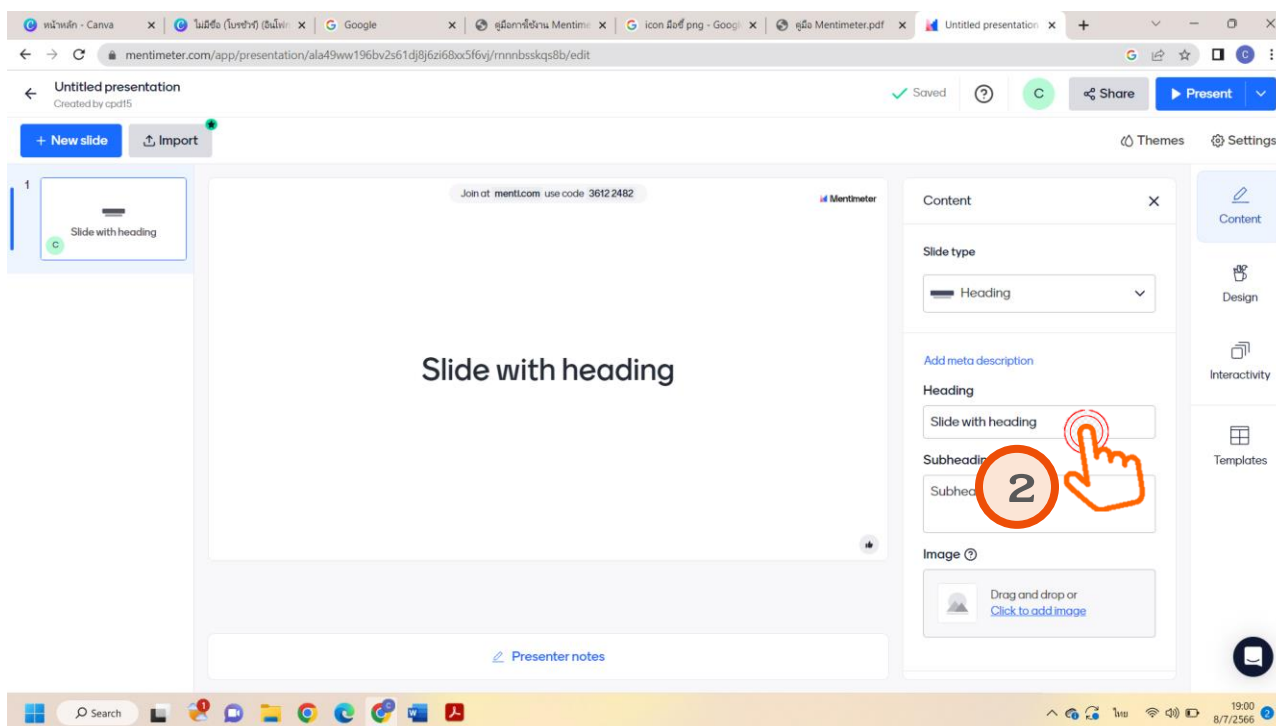 หน้าหลัก - Canva
ไม่มีชื่อ (โบรชัวร์) (อินโฟก
Google
คู่มือการใช้งาน Mentime
icon มือชี้ png - Googl
คู่มือ Mentimeter.pdf
Untitled presentation
mentimeter.com/app/presentation/ala49ww196bv2s61dj8j6zi68xx5f6vj/rnnnbsskqs8b/edit
Untitled presentation
Created by cpd15
Saved
C
Share
Present
+ New slide
Import
Themes
Settings
1
Slide with heading
C
Join at menti.com use code 3612 2482
Mentimeter
Slide with heading
Presenter notes
Content
Slide type
Heading
Add meta description
Heading
Slide with heading
Subheadin
Subhea
2
Image
Drag and drop or
Click to add image
Content
Design
Interactivity
Templates
Search
ไทย
19:00
8/7/2566
2